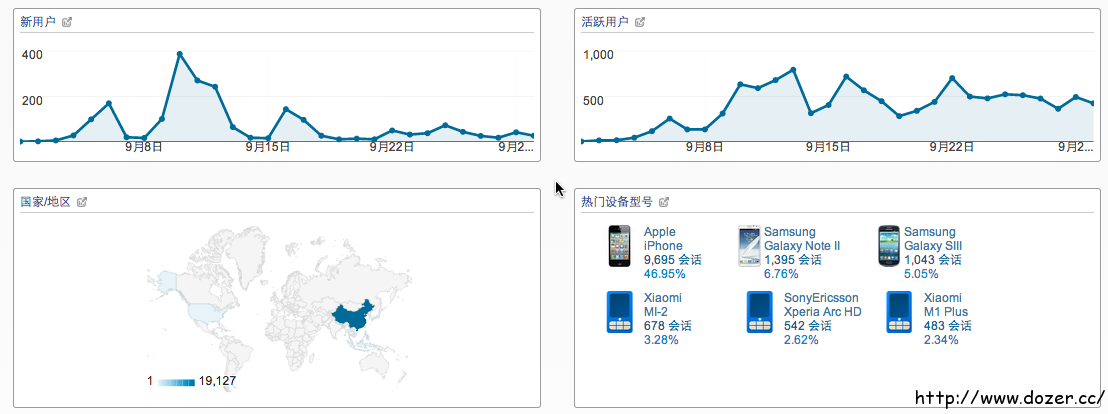 新用户
400
200
9月8日
9月15日
9月22日
9月2...
活跃用户
1,000
500
9月8日
9月15日
9月22日
9月2...
国家/地区
1
19,127
热门设备型号
Apple
iPhone
9,695 会话
46.95%
Samsung
Galaxy Note II
1,395 会话
6.76%
Samsung
Galaxy SIII
1,043 会话
5.05%
Xiaomi
MI-2
678 会话
3.28%
SonyEricsson
Xperia Arc HD
542 会话
2.62%
Xiaomi
M1 Plus
483 会话
2.34%
http://www.dozer.cc/